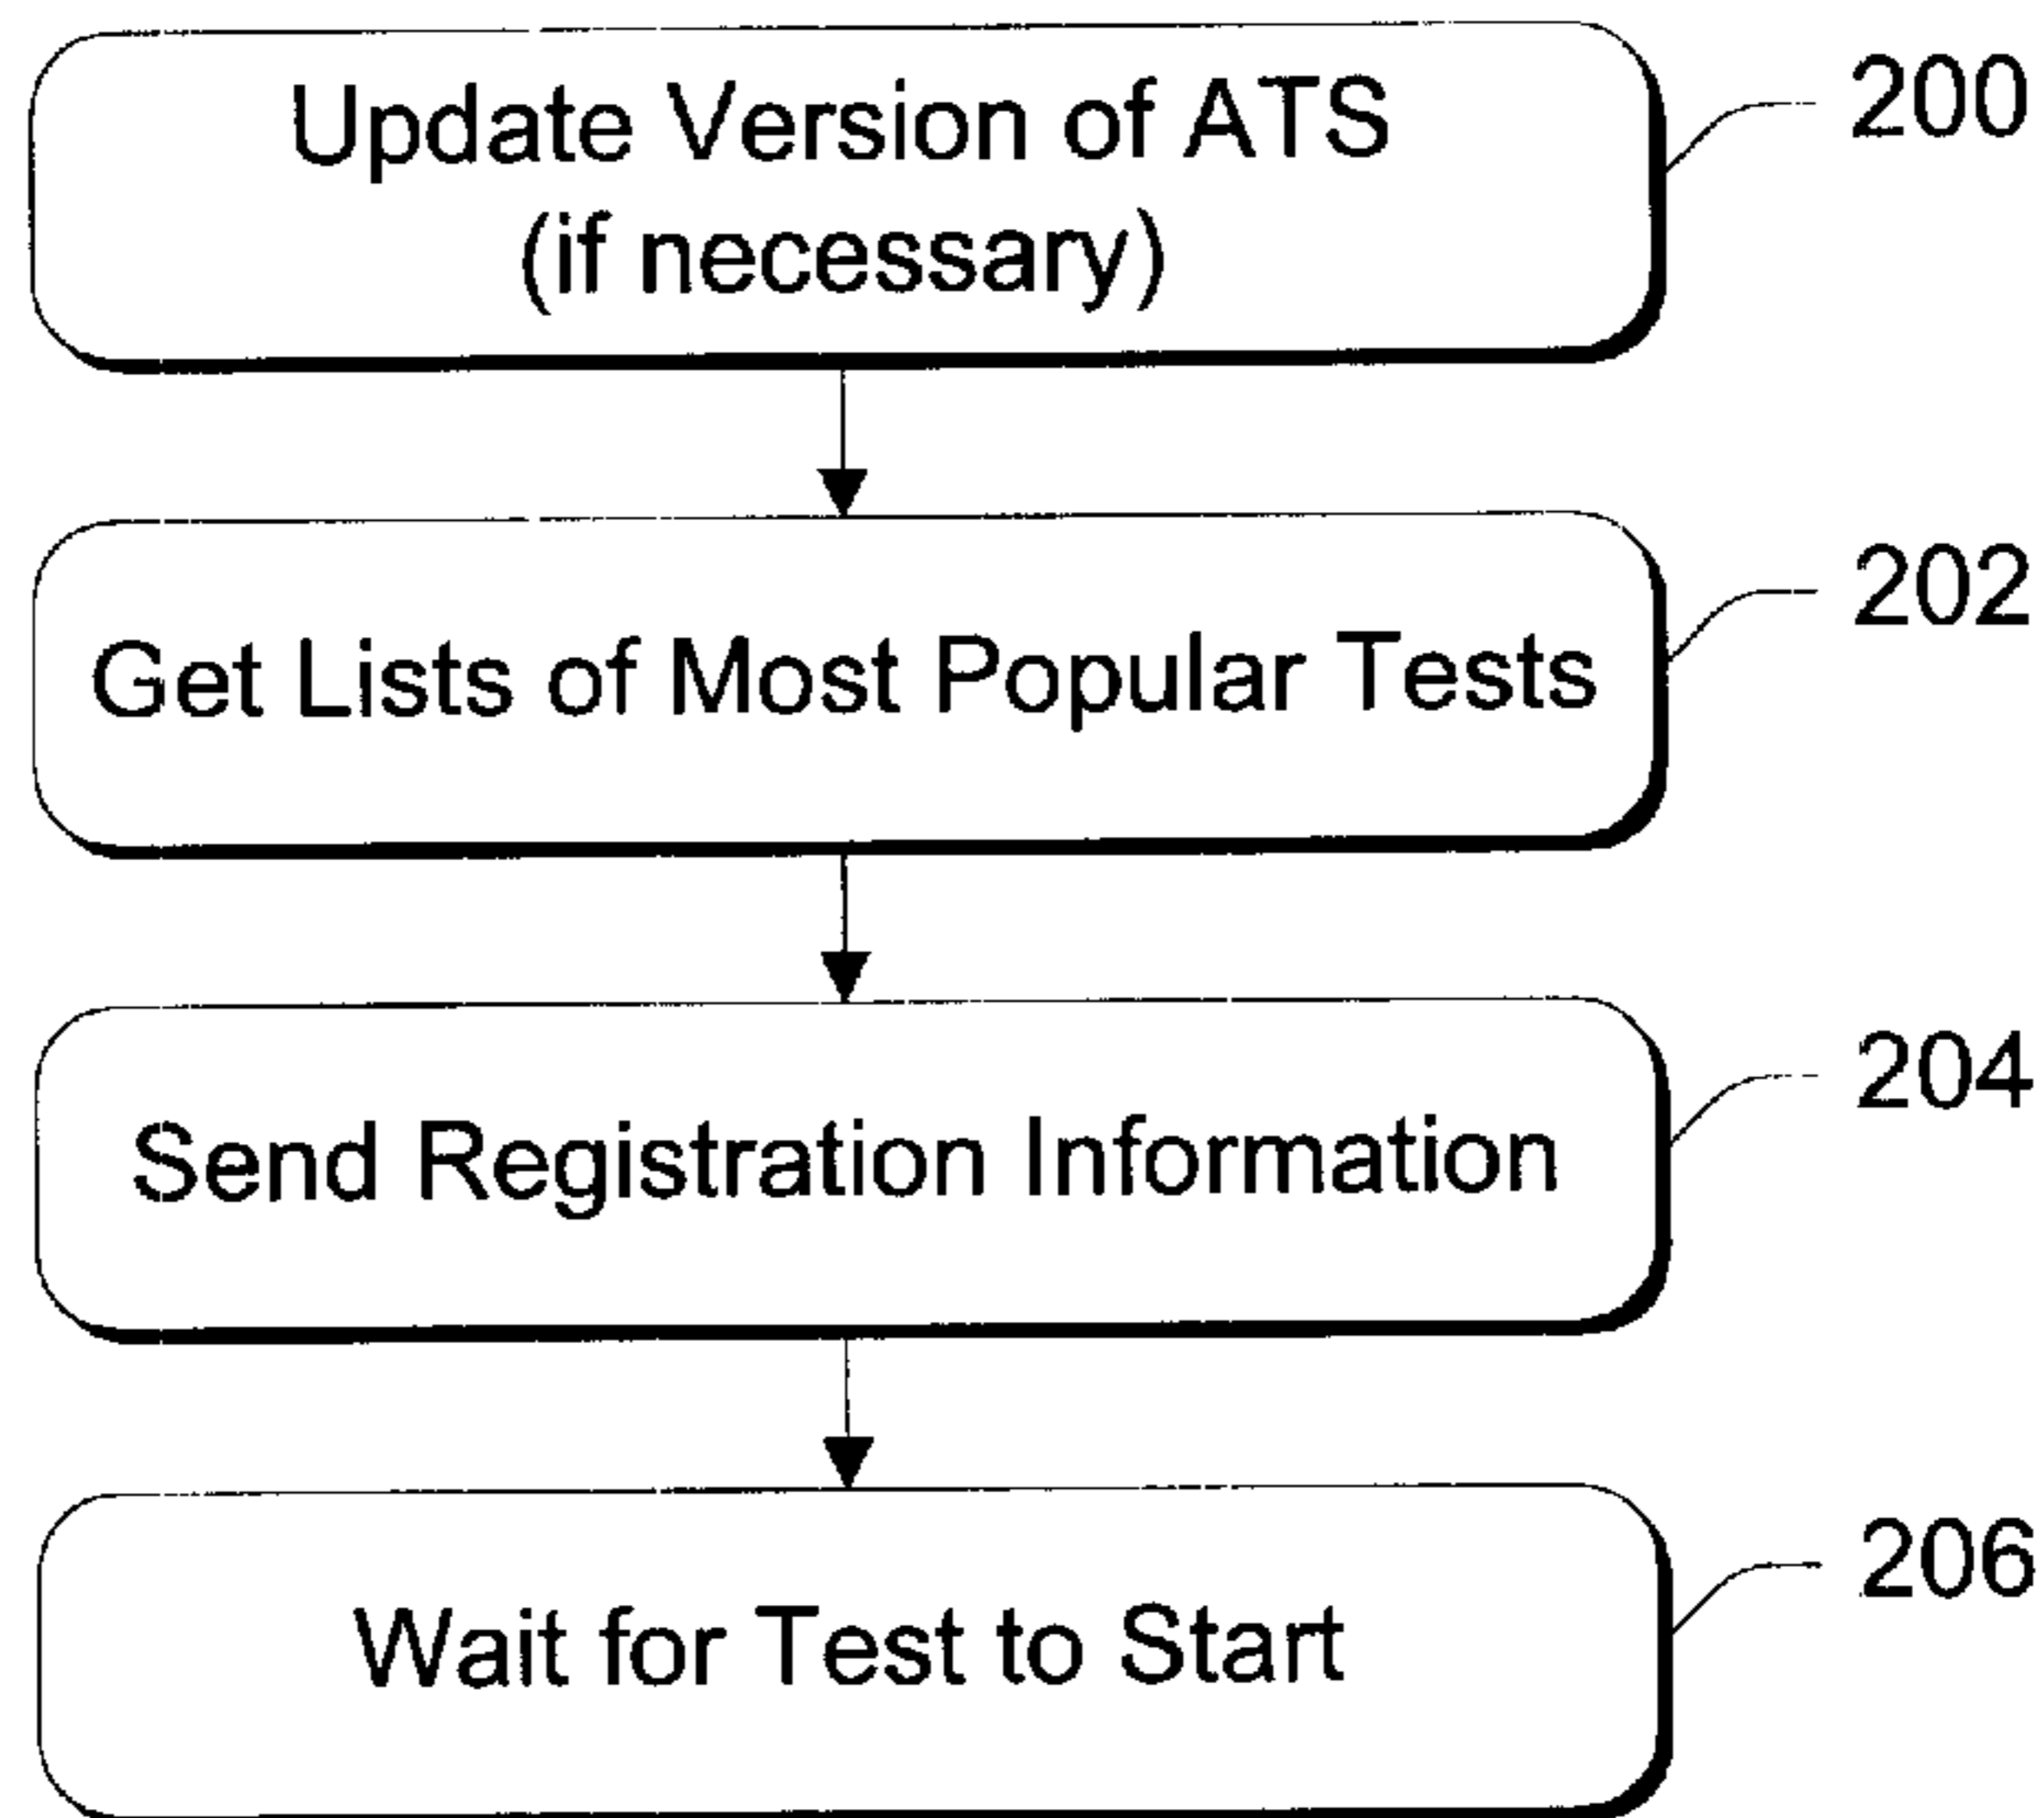 Update Version of ATS
(if necessary)
200
Get Lists of Most Popular Tests
202
Send Registration Information
204
Wait for Test to Start
206